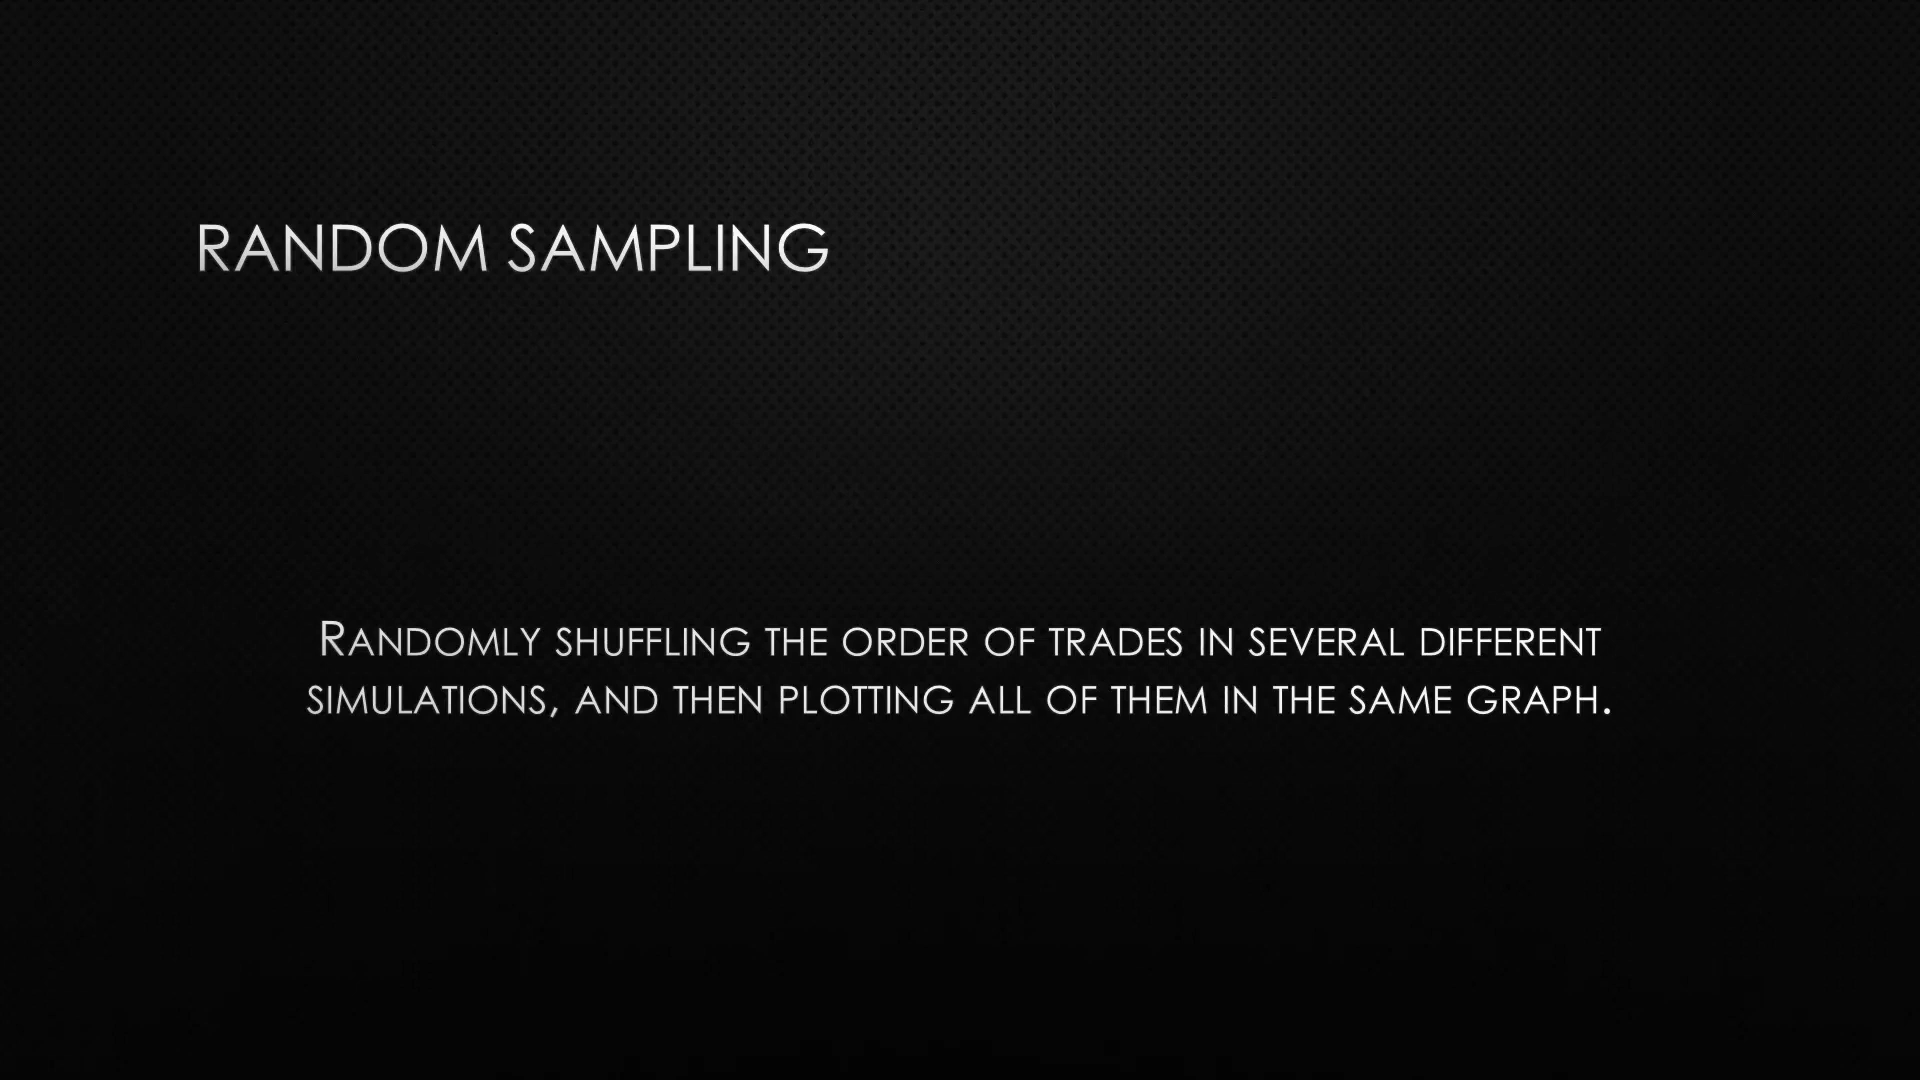 RANDOM SAMPLING
RANDOMLY SHUFFLING THE ORDER OF TRADES IN SEVERAL DIFFERENT
SIMULATIONS, AND THEN PLOTTING ALL OF THEM IN THE SAME GRAPH.